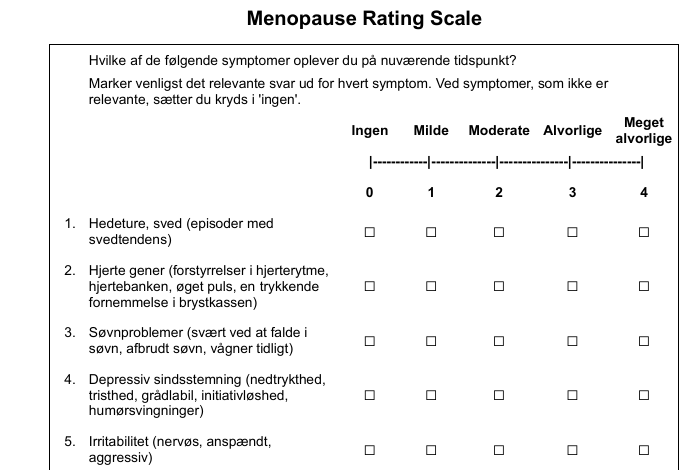 Menopause Rating Scale
Hvilke af de følgende symptomer oplever du på nuværende tidspunkt?
Marker venligst det relevante svar ud for hvert symptom. Ved symptomer, som ikke er
relevante, sætter du kryds i 'ingen'.
Ingen Milde Moderate Alvorlige Meget
alvorlige
|------------|-------------|--------------|--------------|
0 1 2 3 4
1. Hedeture, sved (episoder med
svedtendens) ☐ ☐ ☐ ☐ ☐
2. Hjerte gener (forstyrrelser i hjerterytme,
hjertebanken, øget puls, en trykkende ☐ ☐ ☐ ☐ ☐
fornemmelse i brystkassen)
3. Søvnproblemer (svært ved at falde i
søvn, afbrudt søvn, vågner tidligt) ☐ ☐ ☐ ☐ ☐
4. Depressiv sindsstemning (nedtrykthed,
tristhed, grådlabil, initiativløshed, ☐ ☐ ☐ ☐ ☐
humørsvingninger)
5. Irritabilitet (nervøs, anspændt,
aggressiv) ☐ ☐ ☐ ☐ ☐